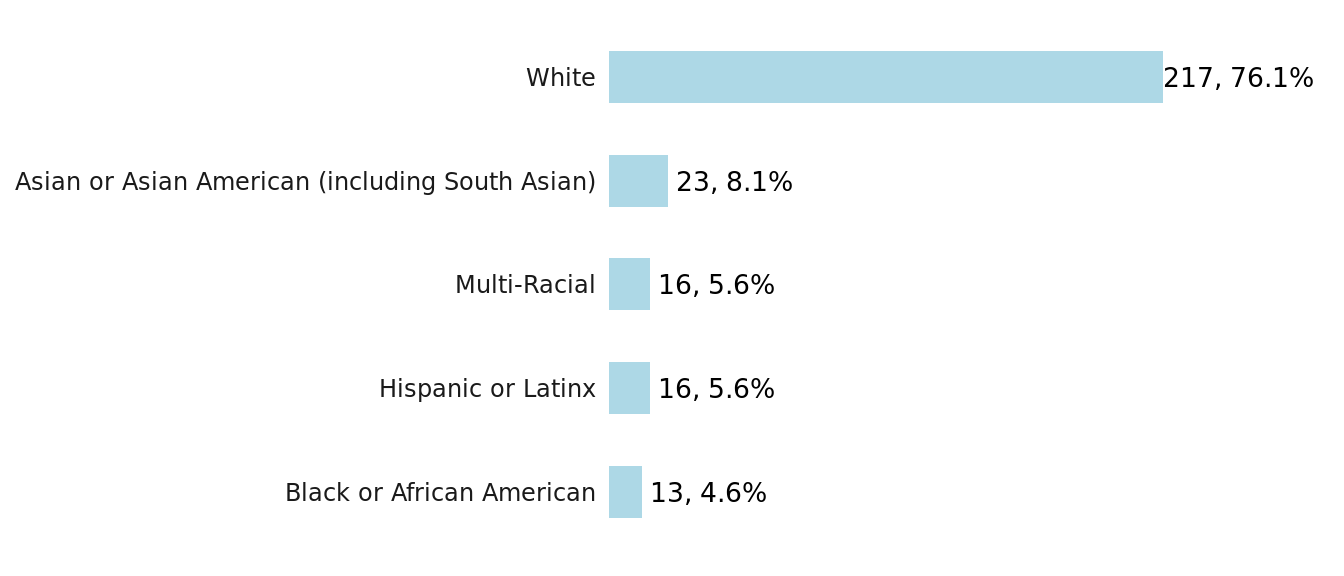 White 217, 76.1%
Asian or Asian American (including South Asian) 23, 8.1%
Multi-Racial 16, 5.6%
Hispanic or Latinx 16, 5.6%
Black or African American 13, 4.6%